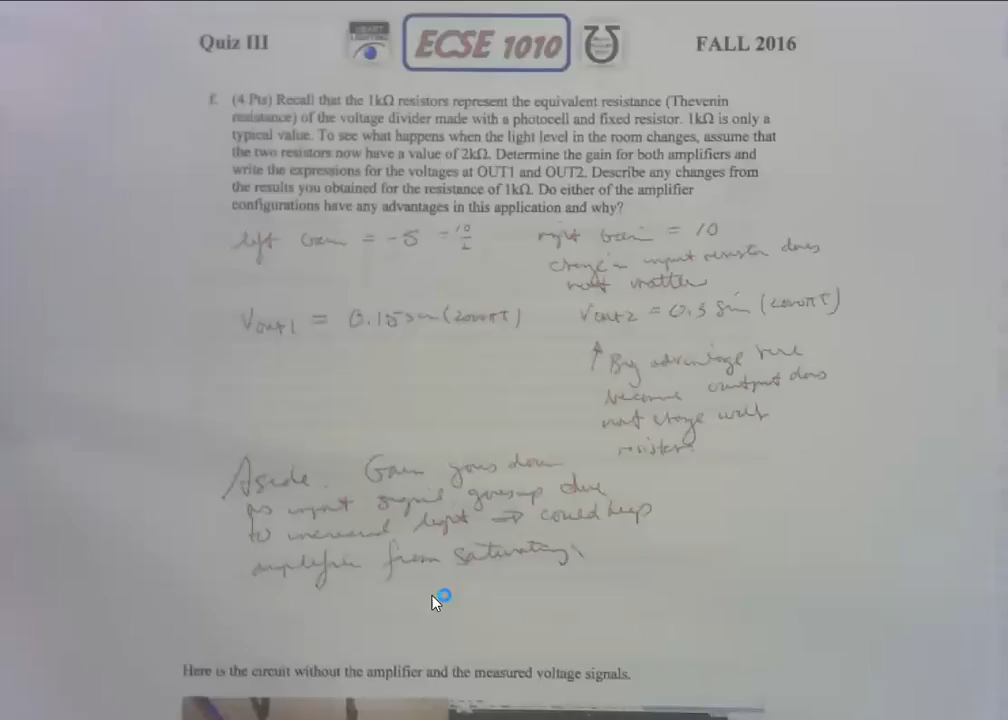 Quiz III
ECSE 1010
FALL 2016
f. (4 Pts) Recall that the 1kΩ resistors represent the equivalent resistance (Thevenin
resistance) of the voltage divider made with a photocell and fixed resistor. 1kΩ is only a
typical value. To see what happens when the light level in the room changes, assume that
the two resistors now have a value of 2kΩ. Determine the gain for both amplifiers and
write the expressions for the voltages at OUT1 and OUT2. Describe any changes from
the results you obtained for the resistance of 1kΩ. Do either of the amplifier
configurations have any advantages in this application and why?
left Gain = -5 -10/2
right Gain = 10
change in input resistor does
not matter
Vout1 = 0.15 sin (2000πt)
Vout2 = 0.3 sin (2000πt)
↑ Big advantage here
because output does
not change with
resistor.
Aside. Gain goes down
as input signal goes up due
to increased light → could keep
amplifier from saturating.
Here is the circuit without the amplifier and the measured voltage signals.